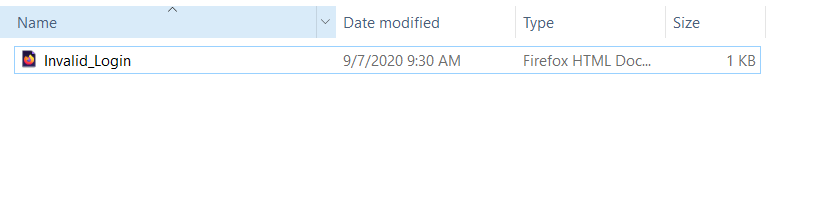 Name Date modified Type Size
Invalid_Login 9/7/2020 9:30 AM Firefox HTML Doc... 1 KB